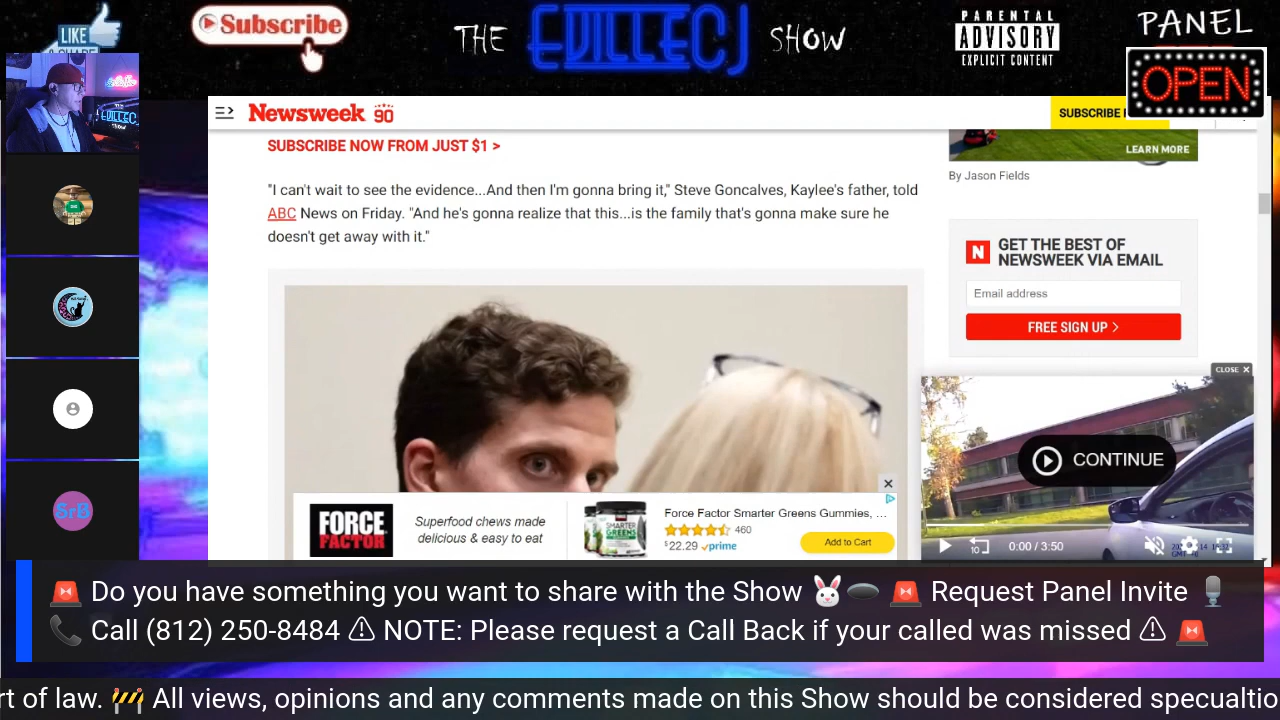 LIKE
& SHARE
Subscribe
THE
EDLLECJ
SHOW
PARENTAL
ADVISORY
EXPLICIT CONTENT
PANEL
OPEN
Newsweek 90
SUBSCRIBE
SUBSCRIBE NOW FROM JUST $1 >
LEARN MORE
By Jason Fields
"I can't wait to see the evidence...And then I'm gonna bring it," Steve Goncalves, Kaylee's father, told
ABC News on Friday. "And he's gonna realize that this...is the family that's gonna make sure he
doesn't get away with it."
N
GET THE BEST OF
NEWSWEEK VIA EMAIL
Email address
FREE SIGN UP >
CLOSE X
CONTINUE
10
0:00 / 3:50
FORCE
FACTOR
Superfood chews made
delicious & easy to eat
SMARTER
GREENS
Force Factor Smarter Greens Gummies, ...
460
$22.29 prime
Add to Cart
SrB
🚨 Do you have something you want to share with the Show 🐰🕳️ 🚨 Request Panel Invite 🎙️
📞 Call (812) 250-8484 ⚠ NOTE: Please request a Call Back if your called was missed ⚠ 🚨
rt of law. 🚧 All views, opinions and any comments made on this Show should be considered specualtio